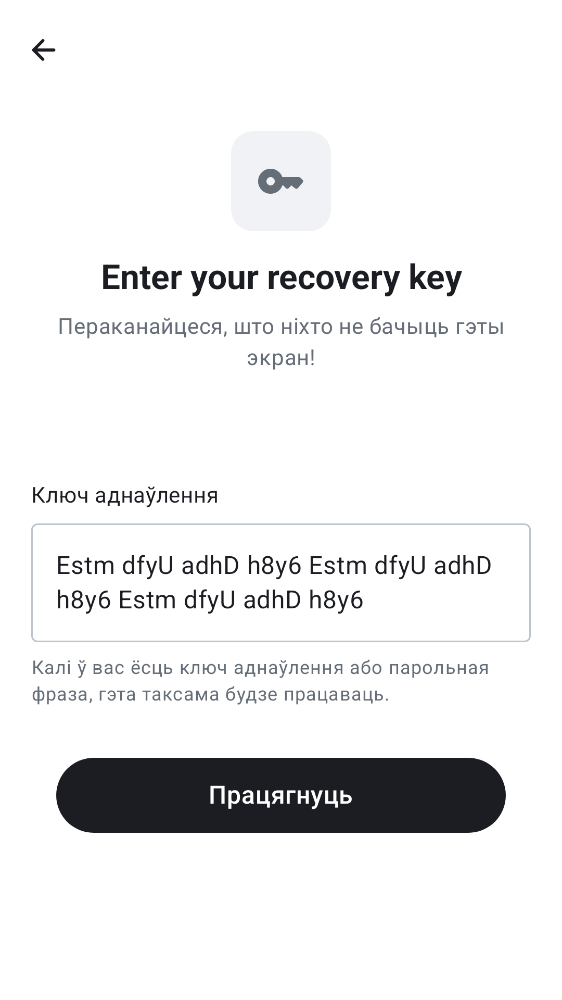 Enter your recovery key
Пераканайцеся, што ніхто не бачыць гэты
экран!
Ключ аднаўлення
Estm dfyU adhD h8y6 Estm dfyU adhD
h8y6 Estm dfyU adhD h8y6
Калі ў вас ёсць ключ аднаўлення або парольная
фраза, гэта таксама будзе працаваць.
Працягнуць